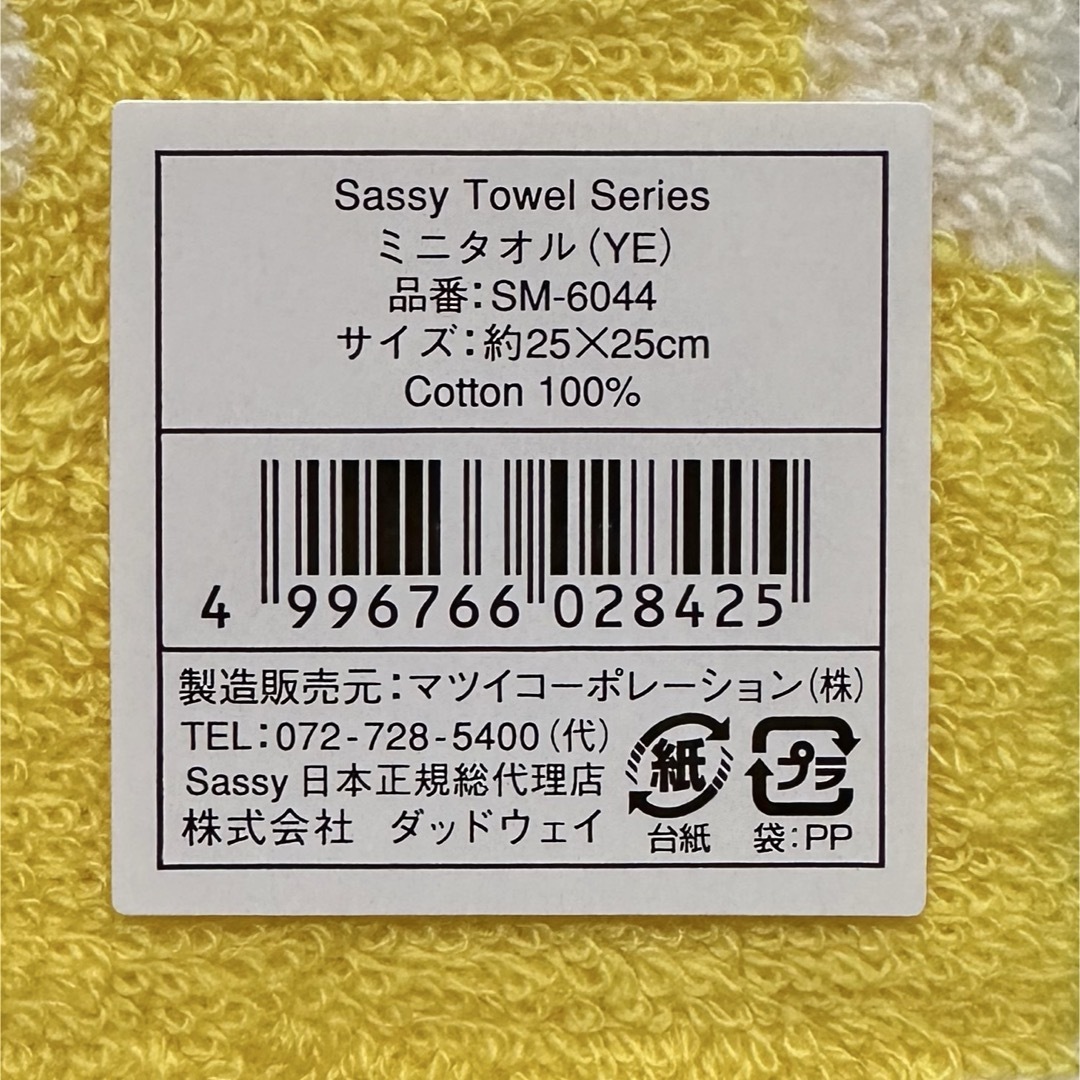 Sassy Towel Series
ミニタオル(YE)
品番:SM-6044
サイズ:約25×25cm
Cotton 100%
4 996766 028425
製造販売元:マツイコーポレーション(株)
TEL:072-728-5400(代)
Sassy 日本正規総代理店
株式会社 ダッドウェイ
紙
台紙
プラ
袋:PP